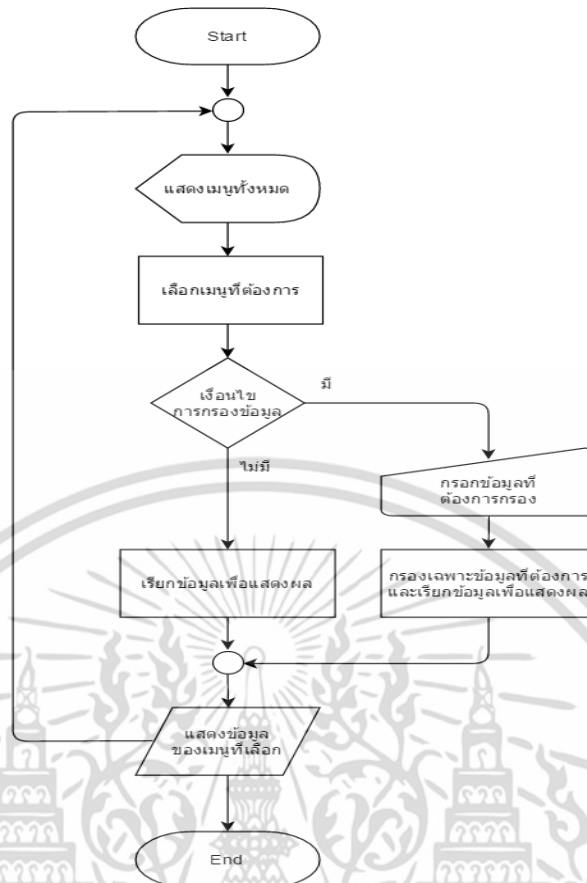 Start
แสดงเมนูทั้งหมด
เลือกเมนูที่ต้องการ
เงื่อนไข
การกรองข้อมูล
มี
ไม่มี
กรอกข้อมูลที่
ต้องการกรอง
เรียกข้อมูลเพื่อแสดงผล
กรองเฉพาะข้อมูลที่ต้องการ
และเรียกข้อมูลเพื่อแสดงผล
แสดงข้อมูล
ของเมนูที่เลือก
End